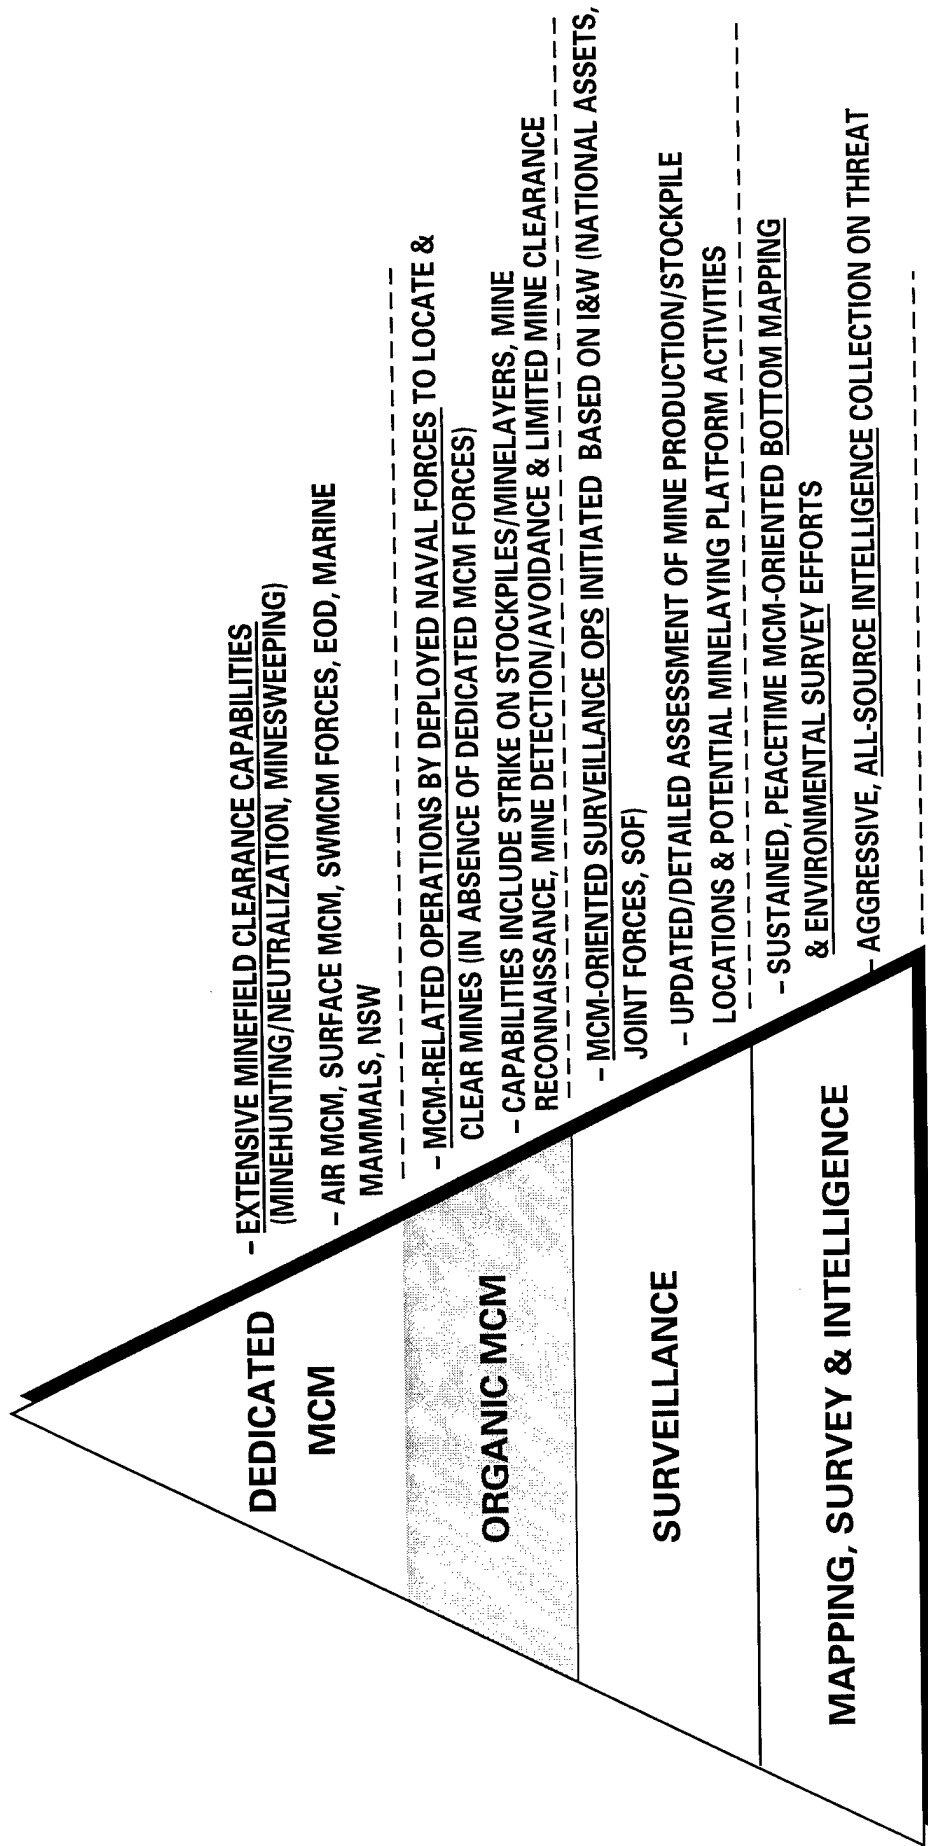 DEDICATED
MCM
– EXTENSIVE MINEFIELD CLEARANCE CAPABILITIES
(MINEHUNTING/NEUTRALIZATION, MINESWEEPING)
– AIR MCM, SURFACE MCM, SWMCM FORCES, EOD, MARINE
MAMMALS, NSW
ORGANIC MCM
– MCM-RELATED OPERATIONS BY DEPLOYED NAVAL FORCES TO LOCATE &
CLEAR MINES (IN ABSENCE OF DEDICATED MCM FORCES)
– CAPABILITIES INCLUDE STRIKE ON STOCKPILES/MINELAYERS, MINE
RECONNAISSANCE, MINE DETECTION/AVOIDANCE & LIMITED MINE CLEARANCE
SURVEILLANCE
– MCM-ORIENTED SURVEILLANCE OPS INITIATED BASED ON I&W (NATIONAL ASSETS,
JOINT FORCES, SOF)
– UPDATED/DETAILED ASSESSMENT OF MINE PRODUCTION/STOCKPILE
LOCATIONS & POTENTIAL MINELAYING PLATFORM ACTIVITIES
MAPPING, SURVEY & INTELLIGENCE
– SUSTAINED, PEACETIME MCM-ORIENTED BOTTOM MAPPING
& ENVIRONMENTAL SURVEY EFFORTS
– AGGRESSIVE, ALL-SOURCE INTELLIGENCE COLLECTION ON THREAT